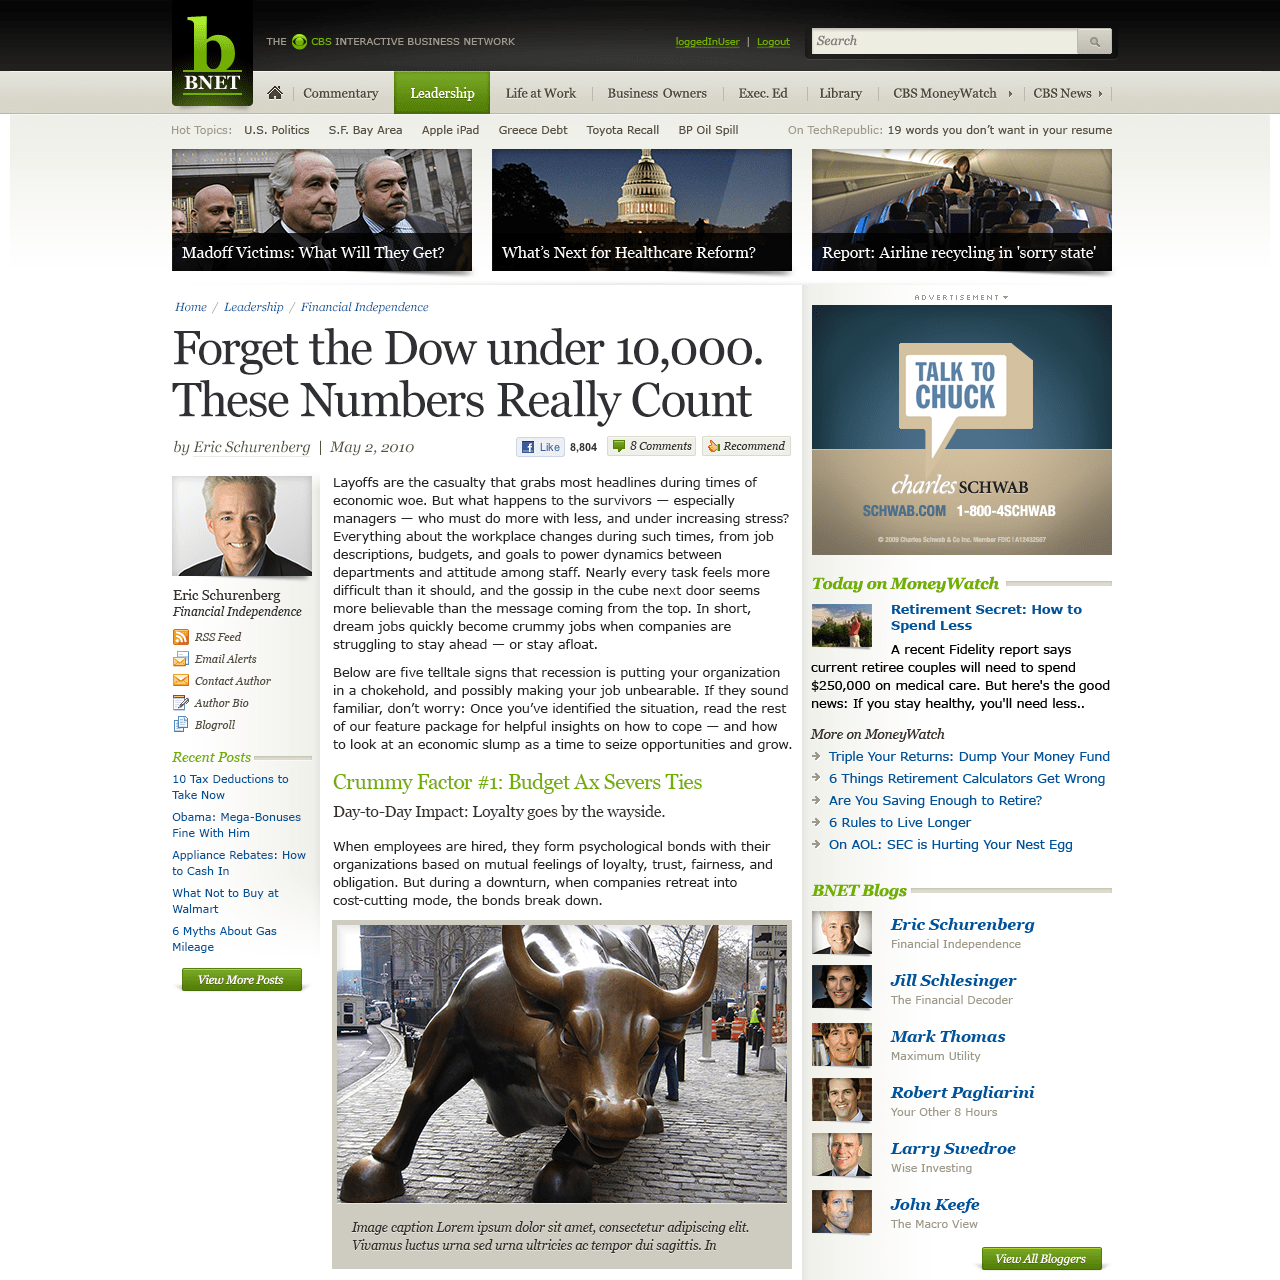 b
BNET
THE CBS INTERACTIVE BUSINESS NETWORK
loggedInUser | Logout
Search
Commentary
Leadership
Life at Work
Business Owners
Exec. Ed
Library
CBS MoneyWatch
CBS News
Hot Topics: U.S. Politics S.F. Bay Area Apple iPad Greece Debt Toyota Recall BP Oil Spill
On TechRepublic: 19 words you don’t want in your resume
Madoff Victims: What Will They Get?
What’s Next for Healthcare Reform?
Report: Airline recycling in 'sorry state'
Home / Leadership / Financial Independence
Forget the Dow under 10,000.
These Numbers Really Count
by Eric Schurenberg | May 2, 2010
Like 8,804
8 Comments
Recommend
Eric Schurenberg
Financial Independence
RSS Feed
Email Alerts
Contact Author
Author Bio
Blogroll
Recent Posts
10 Tax Deductions to
Take Now
Obama: Mega-Bonuses
Fine With Him
Appliance Rebates: How
to Cash In
What Not to Buy at
Walmart
6 Myths About Gas
Mileage
View More Posts
Layoffs are the casualty that grabs most headlines during times of
economic woe. But what happens to the survivors — especially
managers — who must do more with less, and under increasing stress?
Everything about the workplace changes during such times, from job
descriptions, budgets, and goals to power dynamics between
departments and attitude among staff. Nearly every task feels more
difficult than it should, and the gossip in the cube next door seems
more believable than the message coming from the top. In short,
dream jobs quickly become crummy jobs when companies are
struggling to stay ahead — or stay afloat.
Below are five telltale signs that recession is putting your organization
in a chokehold, and possibly making your job unbearable. If they sound
familiar, don’t worry: Once you’ve identified the situation, read the rest
of our feature package for helpful insights on how to cope — and how
to look at an economic slump as a time to seize opportunities and grow.
Crummy Factor #1: Budget Ax Severs Ties
Day-to-Day Impact: Loyalty goes by the wayside.
When employees are hired, they form psychological bonds with their
organizations based on mutual feelings of loyalty, trust, fairness, and
obligation. But during a downturn, when companies retreat into
cost-cutting mode, the bonds break down.
LOCAL
Image caption Lorem ipsum dolor sit amet, consectetur adipiscing elit.
Vivamus luctus urna sed urna ultricies ac tempor dui sagittis. In
ADVERTISEMENT
TALK TO
CHUCK
charles SCHWAB
SCHWAB.COM 1-800-4SCHWAB
© 2009 Charles Schwab & Co Inc. Member FDIC | A12432567
Today on MoneyWatch
Retirement Secret: How to
Spend Less
A recent Fidelity report says
current retiree couples will need to spend
$250,000 on medical care. But here's the good
news: If you stay healthy, you'll need less..
More on MoneyWatch
Triple Your Returns: Dump Your Money Fund
6 Things Retirement Calculators Get Wrong
Are You Saving Enough to Retire?
6 Rules to Live Longer
On AOL: SEC is Hurting Your Nest Egg
BNET Blogs
Eric Schurenberg
Financial Independence
Jill Schlesinger
The Financial Decoder
Mark Thomas
Maximum Utility
Robert Pagliarini
Your Other 8 Hours
Larry Swedroe
Wise Investing
John Keefe
The Macro View
View All Bloggers